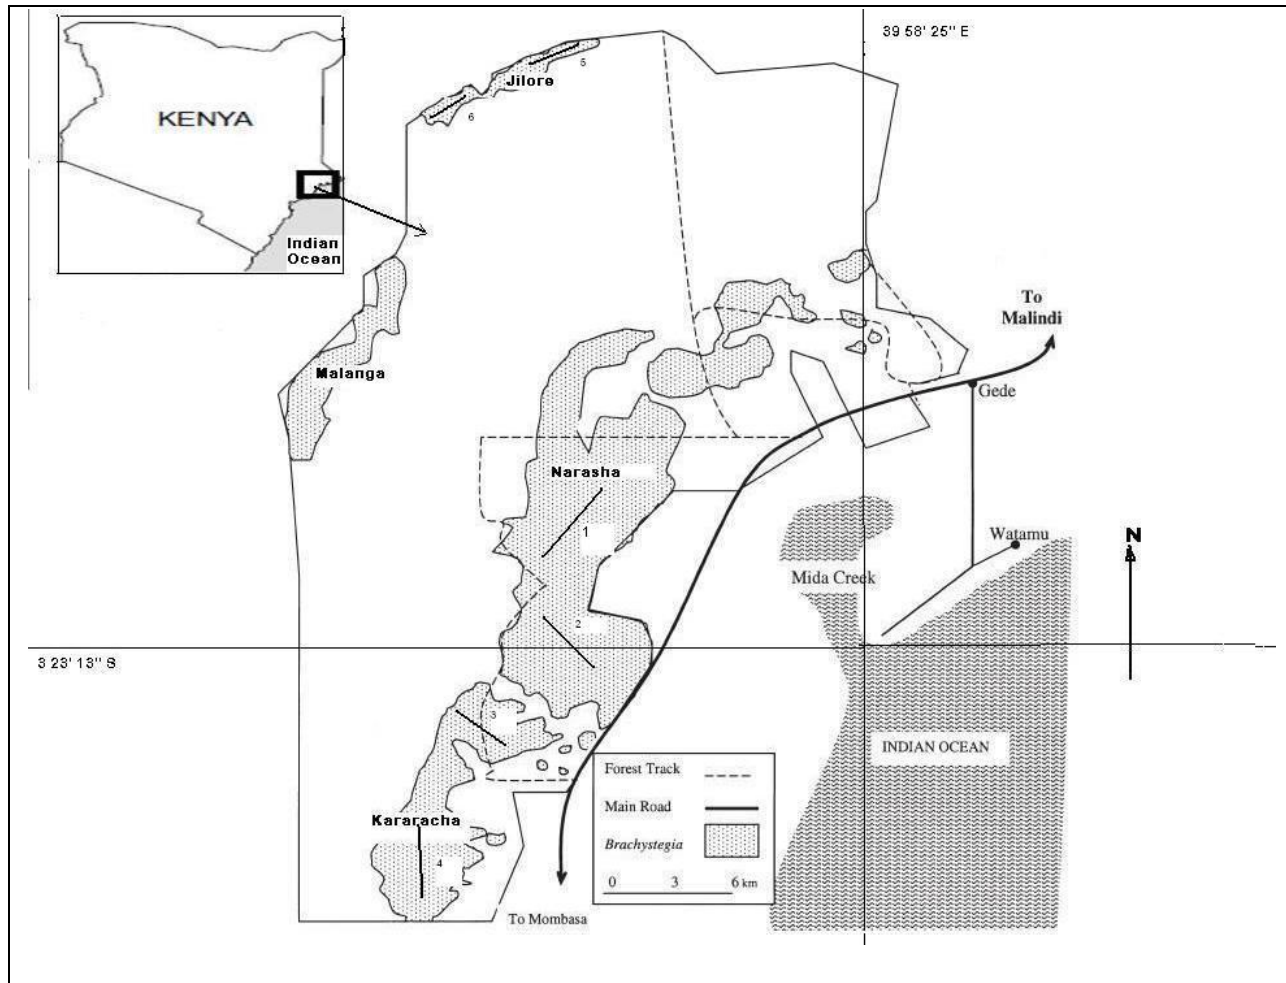 39 58' 25" E
KENYA
Indian
Ocean
5
Jilore
6
To
Malindi
Malanga
Gede
Narasha
1
Watamu
N
Mida Creek
2
3 23' 13" S
3
INDIAN OCEAN
Forest Track
Main Road
Brachystegia
0 3 6 km
Kararacha
4
To Mombasa